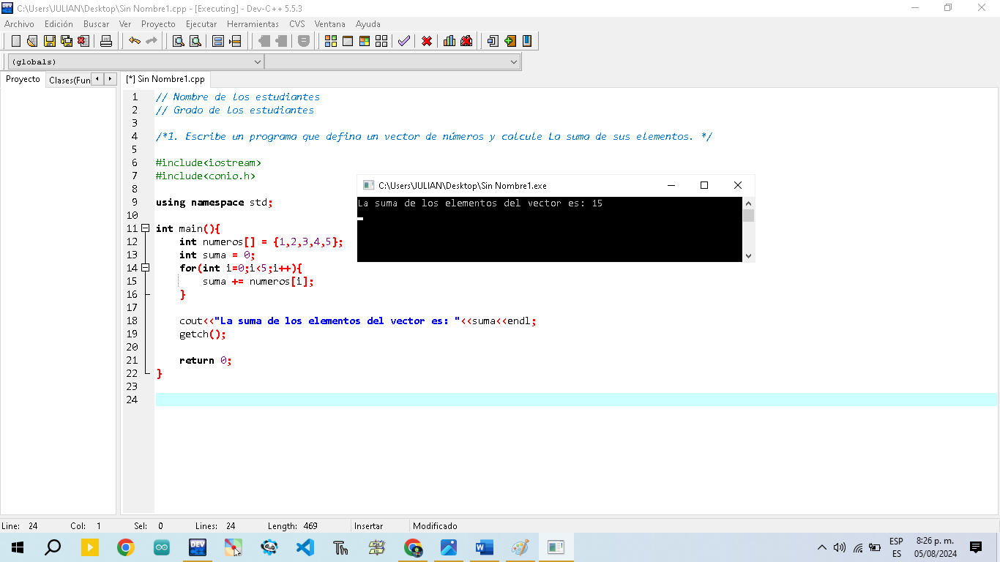 C:\Users\JULIAN\Desktop\Sin Nombre1.cpp - [Executing] - Dev-C++ 5.5.3
Archivo Edición Buscar Ver Proyecto Ejecutar Herramientas CVS Ventana Ayuda
(globals)
Proyecto Clases(Fun [*] Sin Nombre1.cpp
1 // Nombre de los estudiantes
2 // Grado de los estudiantes
3
4 /*1. Escribe un programa que defina un vector de números y calcule La suma de sus elementos. */
5
6 #include<iostream>
7 #include<conio.h>
8
9 using namespace std;
10
11 int main(){
12 int numeros[] = {1,2,3,4,5};
13 int suma = 0;
14 for(int i=0;i<5;i++){
15 suma += numeros[i];
16 }
17
18 cout<<"La suma de los elementos del vector es: "<<suma<<endl;
19 getch();
20
21 return 0;
22 }
23
24
C:\Users\JULIAN\Desktop\Sin Nombre1.exe
La suma de los elementos del vector es: 15
Line: 24 Col: 1 Sel: 0 Lines: 24 Length: 469 Insertar Modificado
DEV
Th
W
ESP
ES
8:26 p. m.
05/08/2024